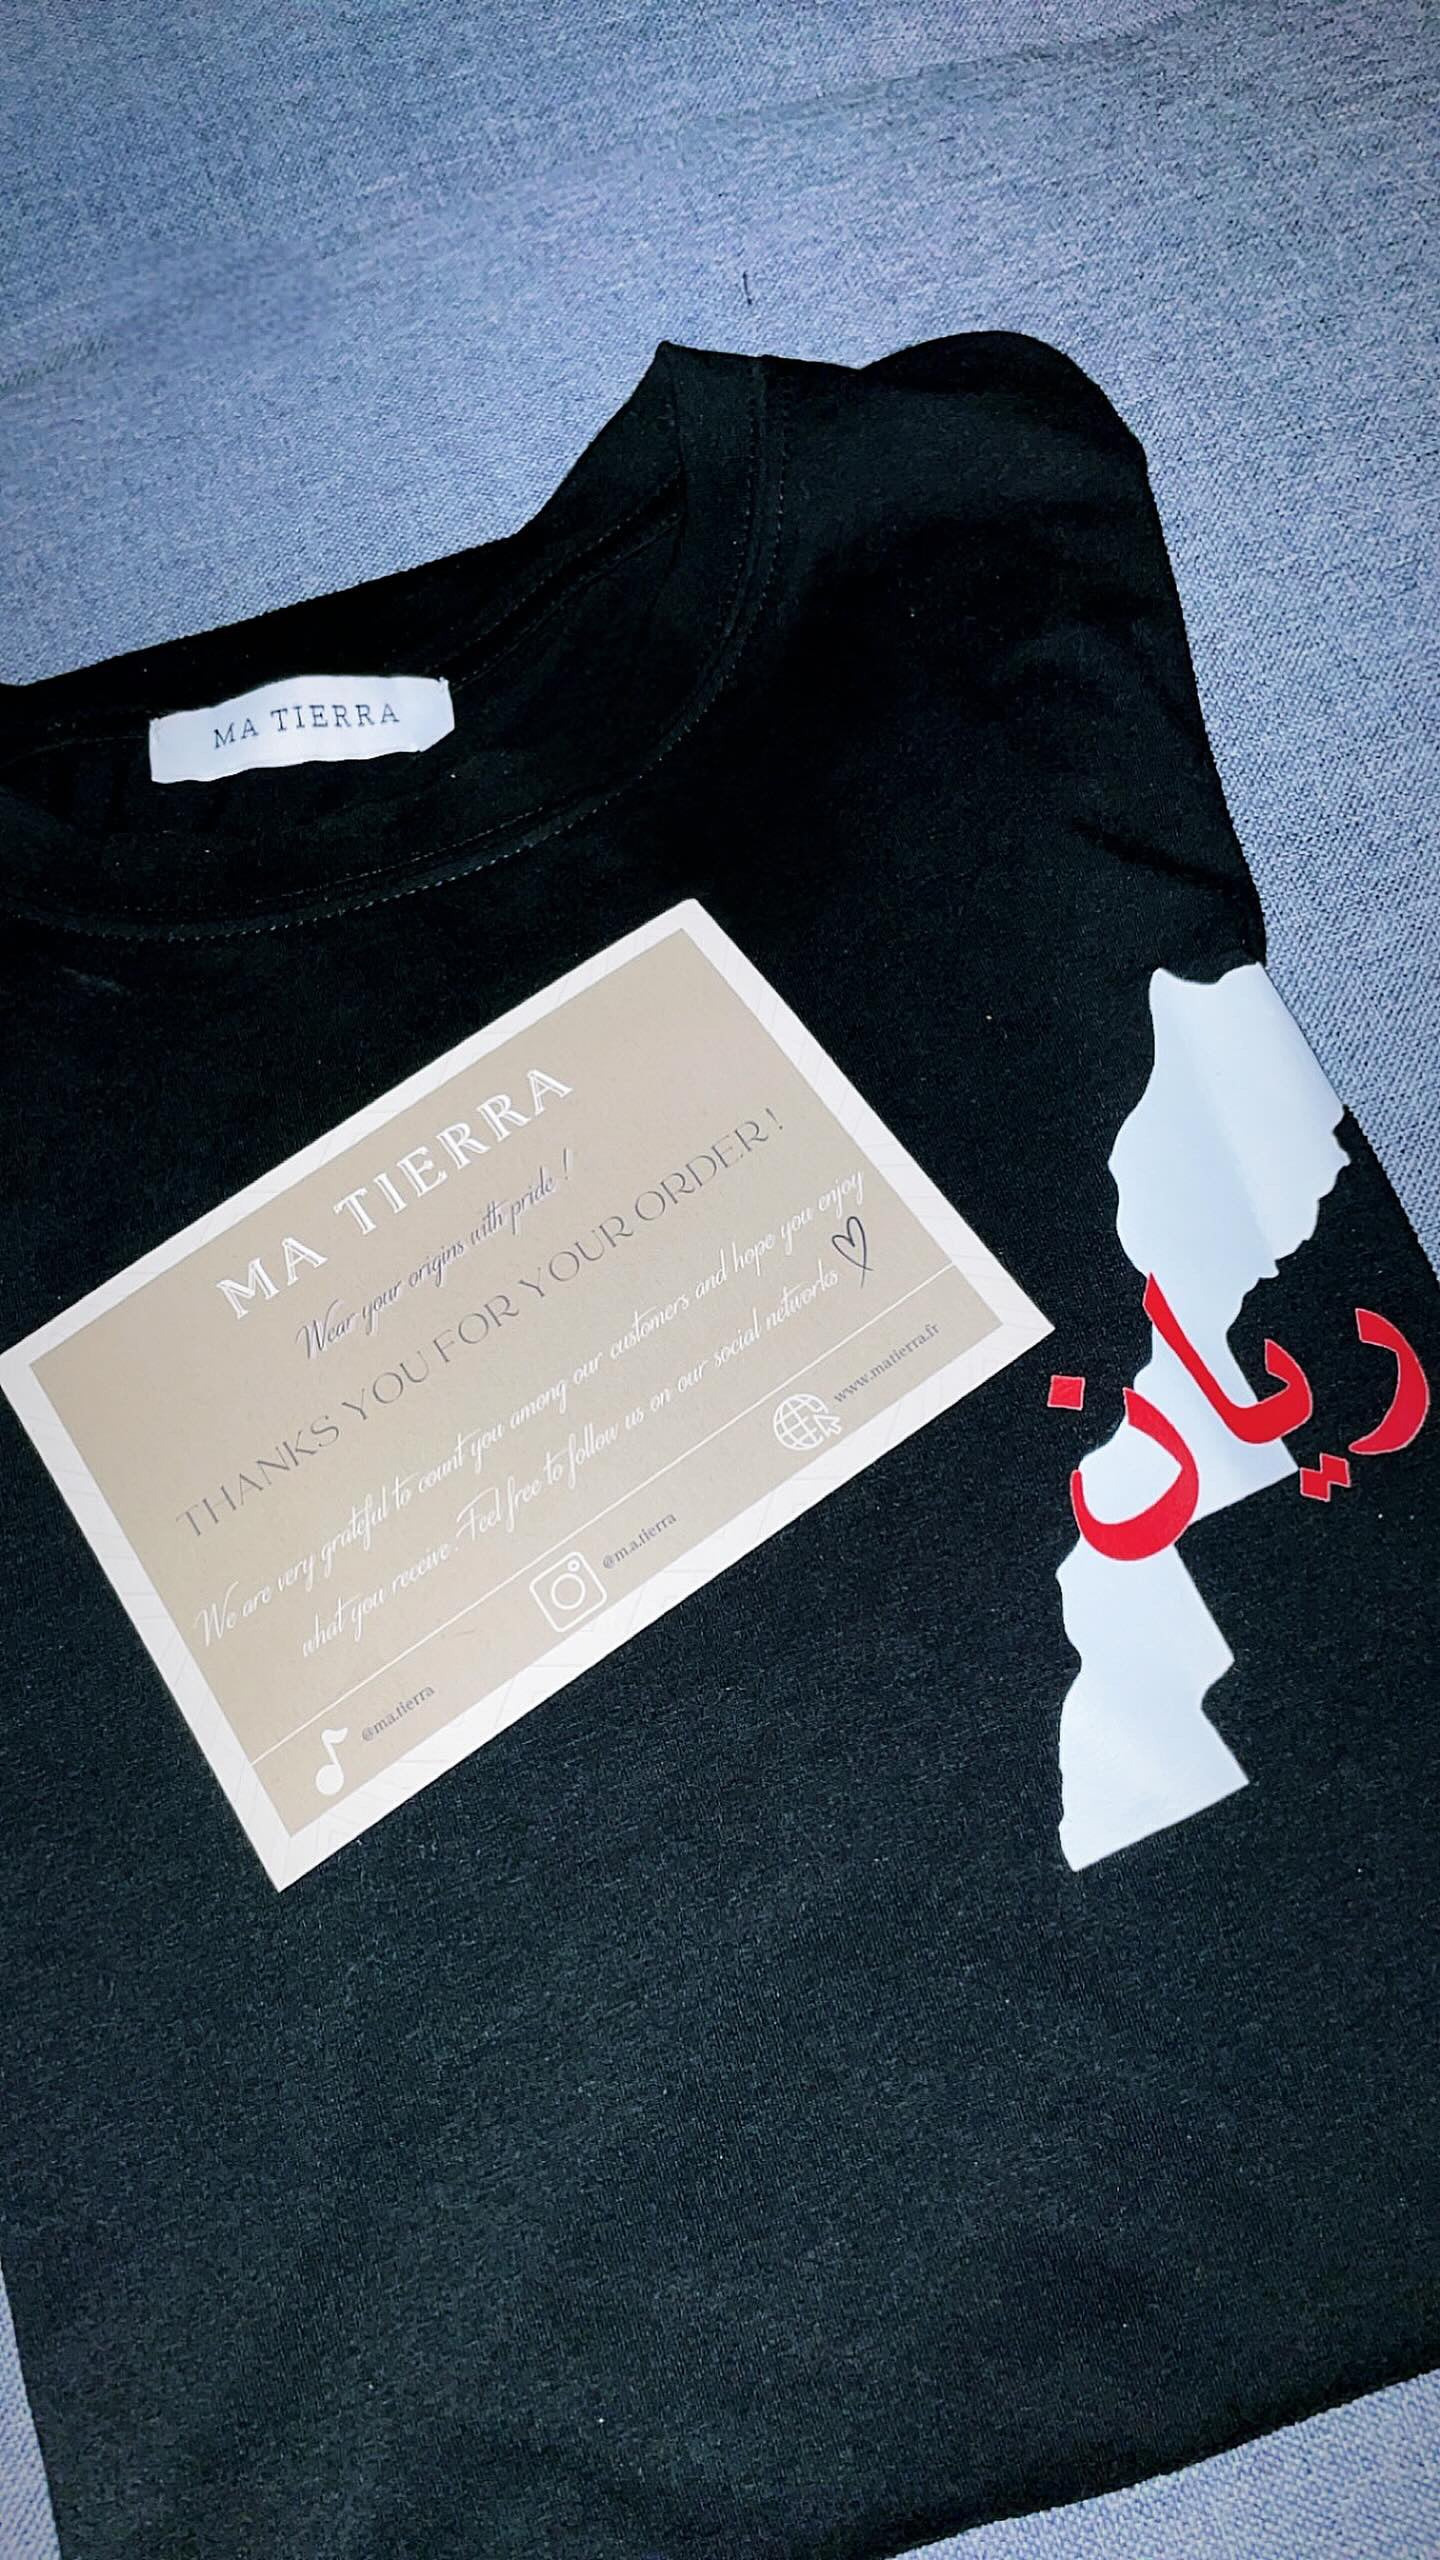 MA TIERRA
MA TIERRA
Wear your origins with pride !
THANKS YOU FOR YOUR ORDER !
We are very grateful to count you among our customers and hope you enjoy
what you receive. Feel free to follow us on our social networks
@ma.tierra
@m.a.tierra
www.matierra.fr
ريان